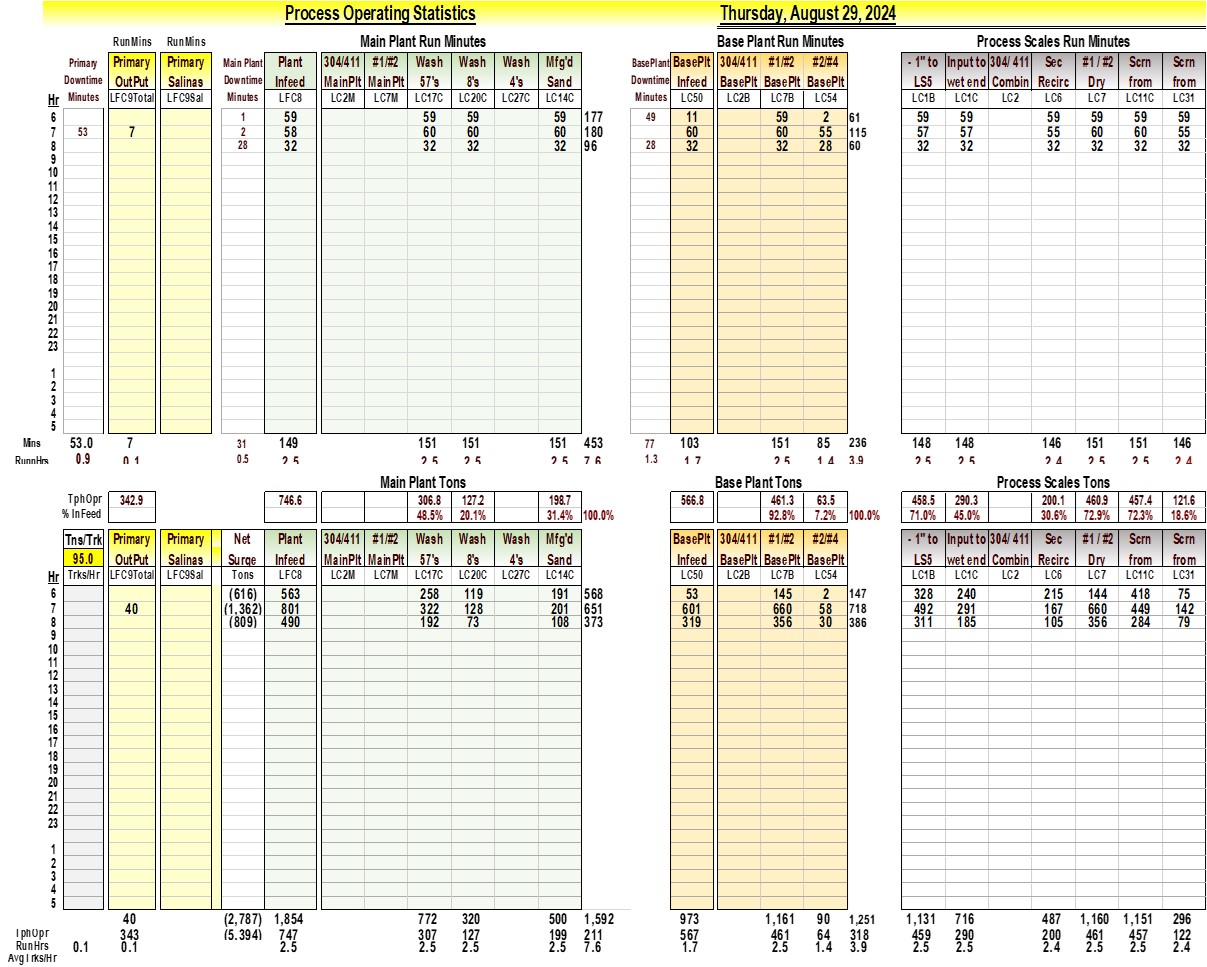 Process Operating Statistics Thursday, August 29, 2024
RunMins RunMins Main Plant Run Minutes Base Plant Run Minutes Process Scales Run Minutes
Primary Primary Primary Main Plant Plant 304/411 #1/#2 Wash Wash Wash Mfg'd BasePlant BasePlt 304/411 #1/#2 #2/#4 - 1" to Input to 304/ 411 Sec #1 / #2 Scrn Scrn
Downtime OutPut Salinas Downtime Infeed MainPlt MainPlt 57's 8's 4's Sand Downtime Infeed BasePlt BasePlt BasePlt LS5 wet end Combin Recirc Dry from from
Hr Minutes LFC9Total LFC9Sal Minutes LFC8 LC2M LC7M LC17C LC20C LC27C LC14C Minutes LC50 LC2B LC7B LC54 LC1B LC1C LC2 LC6 LC7 LC11C LC31
6 1 59 59 59 59 177 49 11 59 2 61 59 59 59 59 59 59
7 53 7 2 58 60 60 60 180 60 60 55 115 57 57 55 60 60 55
8 28 32 32 32 32 96 28 32 32 28 60 32 32 32 32 32 32
9
10
11
12
13
14
15
16
17
18
19
20
21
22
23
1
2
3
4
5
Mins 53.0 7 31 149 151 151 151 453 77 103 151 85 236 148 148 146 151 151 146
RunnHrs 0.9 0.1 0.5 2.5 2.5 2.5 2.5 7.6 1.3 1.7 2.5 1.4 3.9 2.5 2.5 2.4 2.5 2.5 2.4
Main Plant Tons Base Plant Tons Process Scales Tons
TphOpr 342.9 746.6 306.8 127.2 198.7 566.8 461.3 63.5 458.5 290.3 200.1 460.9 457.4 121.6
% InFeed 48.5% 20.1% 31.4% 100.0% 92.8% 7.2% 100.0% 71.0% 45.0% 30.6% 72.9% 72.3% 18.6%
Tns/Trk Primary Primary Net Plant 304/411 #1/#2 Wash Wash Wash Mfg'd BasePlt 304/411 #1/#2 #2/#4 - 1" to Input to 304/ 411 Sec #1 / #2 Scrn Scrn
95.0 OutPut Salinas Surge Infeed MainPlt MainPlt 57's 8's 4's Sand Infeed BasePlt BasePlt BasePlt LS5 wet end Combin Recirc Dry from from
Hr Trks/Hr LFC9Total LFC9Sal Tons LFC8 LC2M LC7M LC17C LC20C LC27C LC14C LC50 LC2B LC7B LC54 LC1B LC1C LC2 LC6 LC7 LC11C LC31
6 (616) 563 258 119 191 568 53 145 2 147 328 240 215 144 418 75
7 40 (1,362) 801 322 128 201 651 601 660 58 718 492 291 167 660 449 142
8 (809) 490 192 73 108 373 319 356 30 386 311 185 105 356 284 79
9
10
11
12
13
14
15
16
17
18
19
20
21
22
23
1
2
3
4
5
40 (2,787) 1,854 772 320 500 1,592 973 1,161 90 1,251 1,131 716 487 1,160 1,151 296
TphOpr 343 (5,394) 747 307 127 199 211 567 461 64 318 459 290 200 461 457 122
RunHrs 0.1 0.1 2.5 2.5 2.5 2.5 7.6 1.7 2.5 1.4 3.9 2.5 2.5 2.4 2.5 2.5 2.4
AvgTrks/Hr